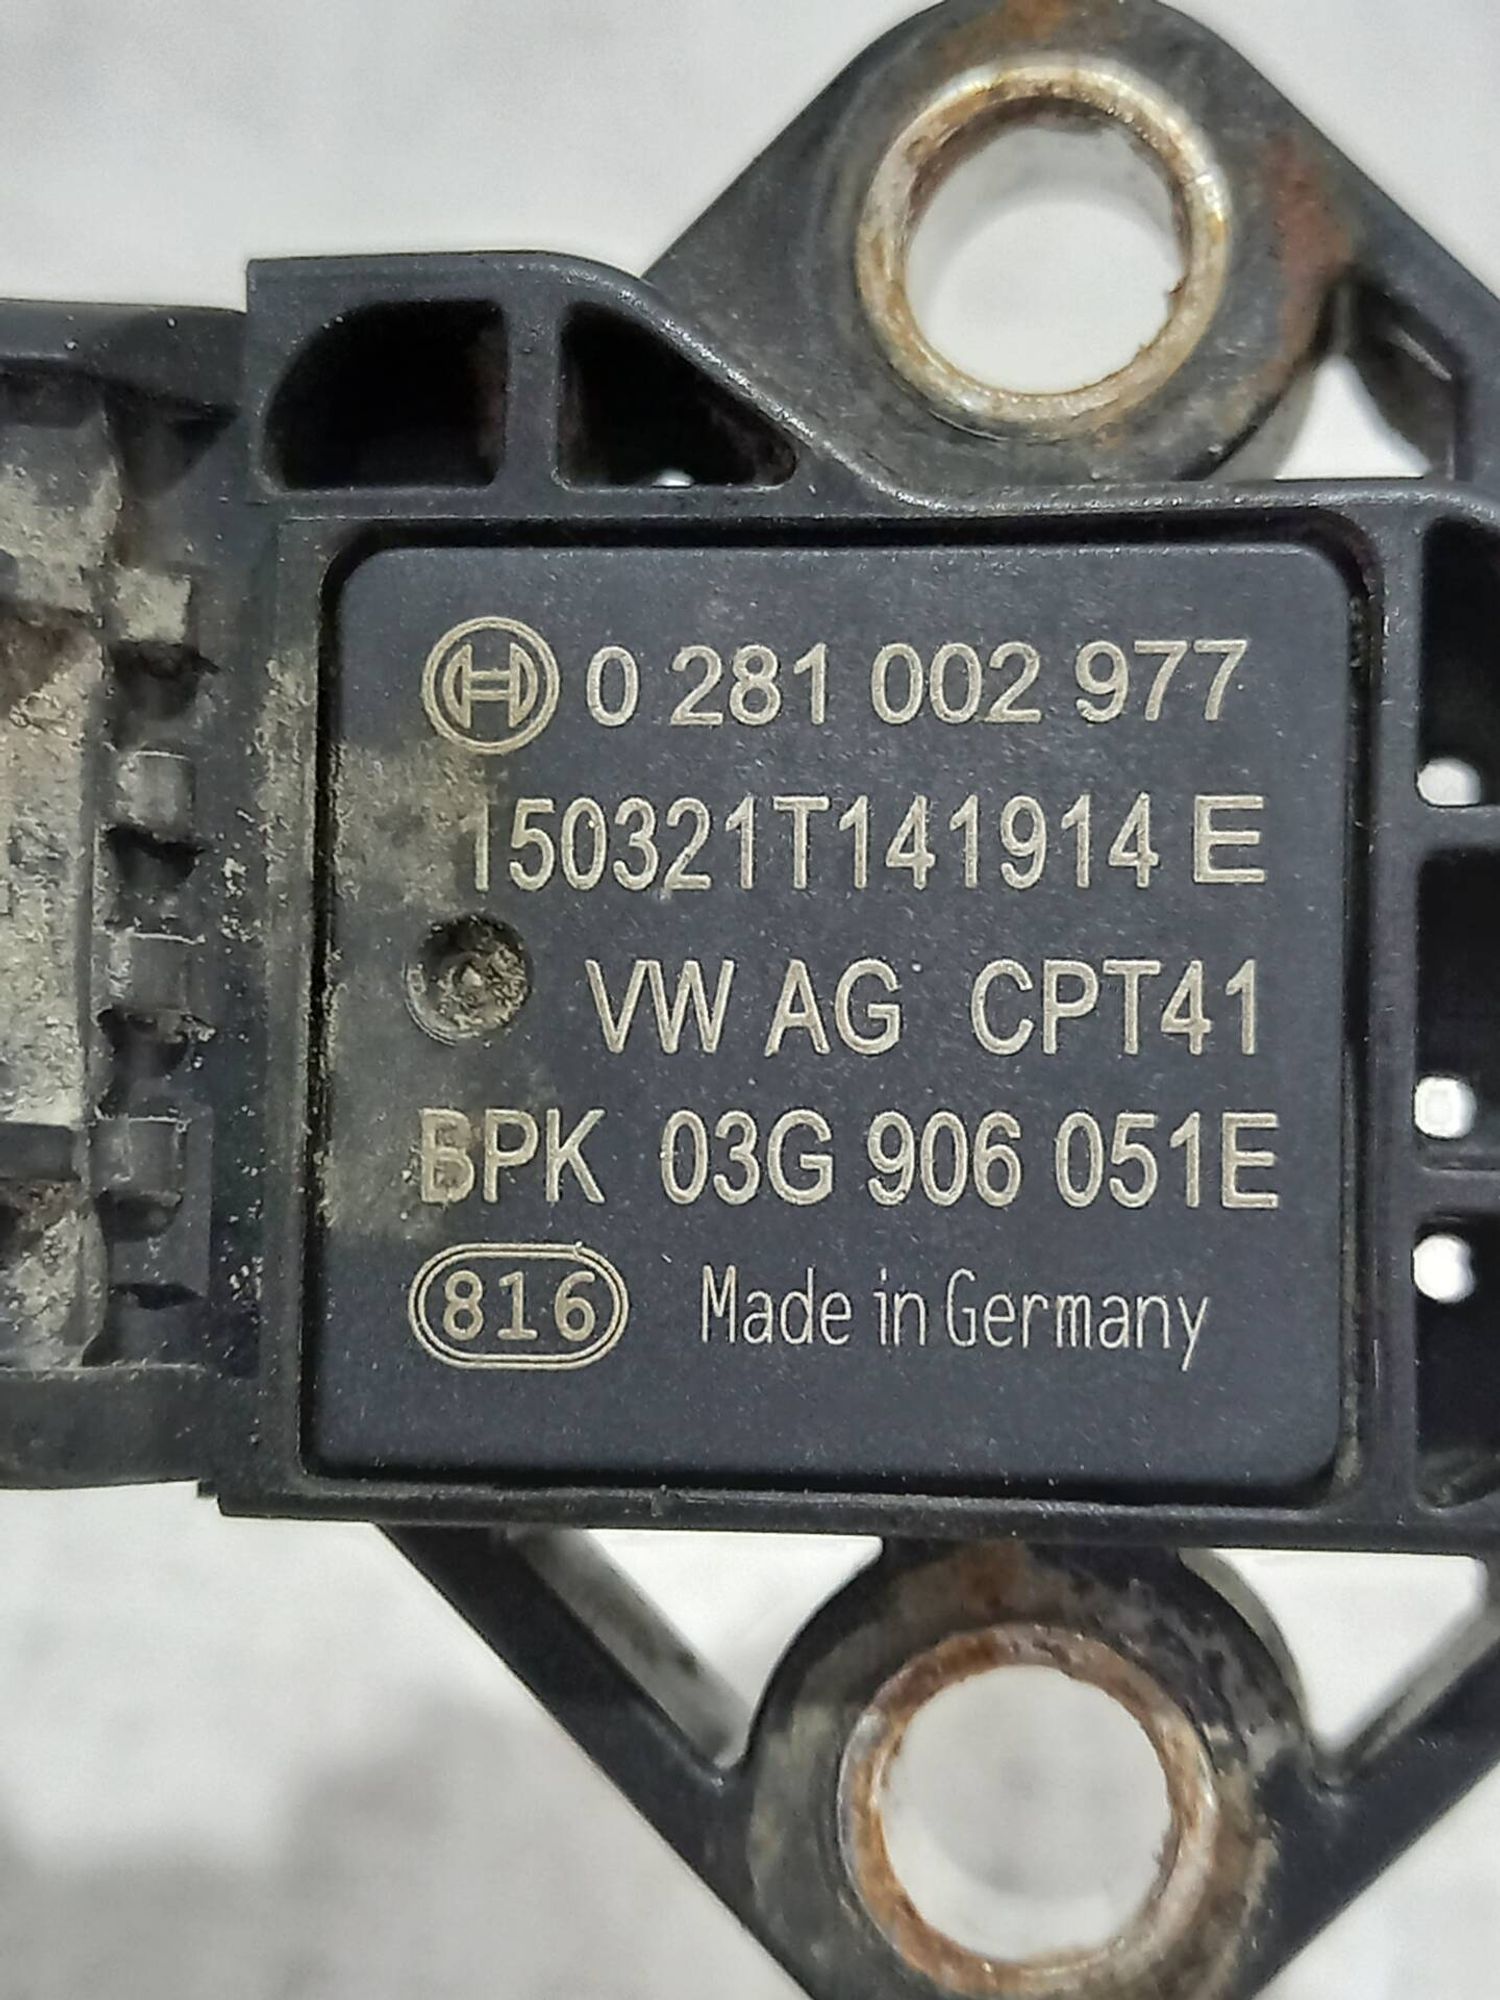 0 281 002 977
150321T141914 E
VW AG CPT41
BPK 03G 906 051E
816 Made in Germany